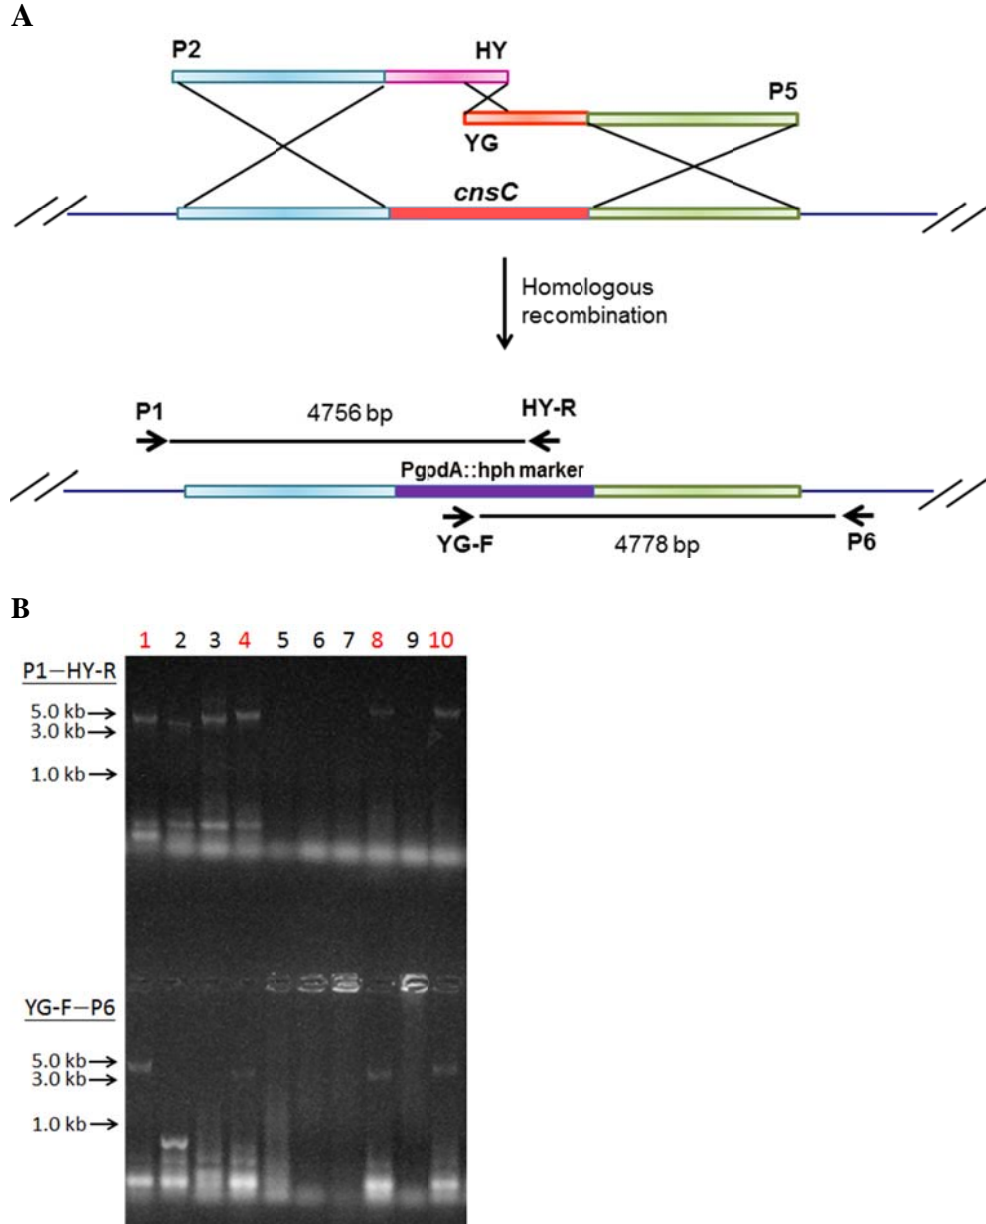 A
P2
HY
P5
YG
cnsC
Homologous
recombination
P1
4756 bp
HY-R
PgpdA::hph marker
YG-F
4778 bp
P6
B
1 2 3 4 5 6 7 8 9 10
P1–HY-R
5.0 kb
3.0 kb
1.0 kb
YG-F–P6
5.0 kb
3.0 kb
1.0 kb